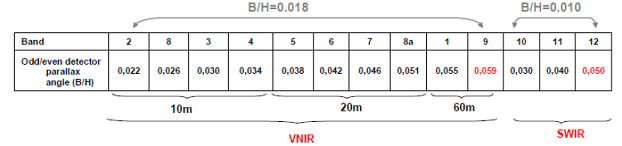 B/H=0.018 B/H=0.010
Band 2 8 3 4 5 6 7 8a 1 9 10 11 12
Odd/even detector parallax angle (B/H) 0,022 0,026 0,030 0,034 0,038 0,042 0,046 0,051 0,055 0,059 0,030 0,040 0,050
10m 20m 60m
VNIR SWIR